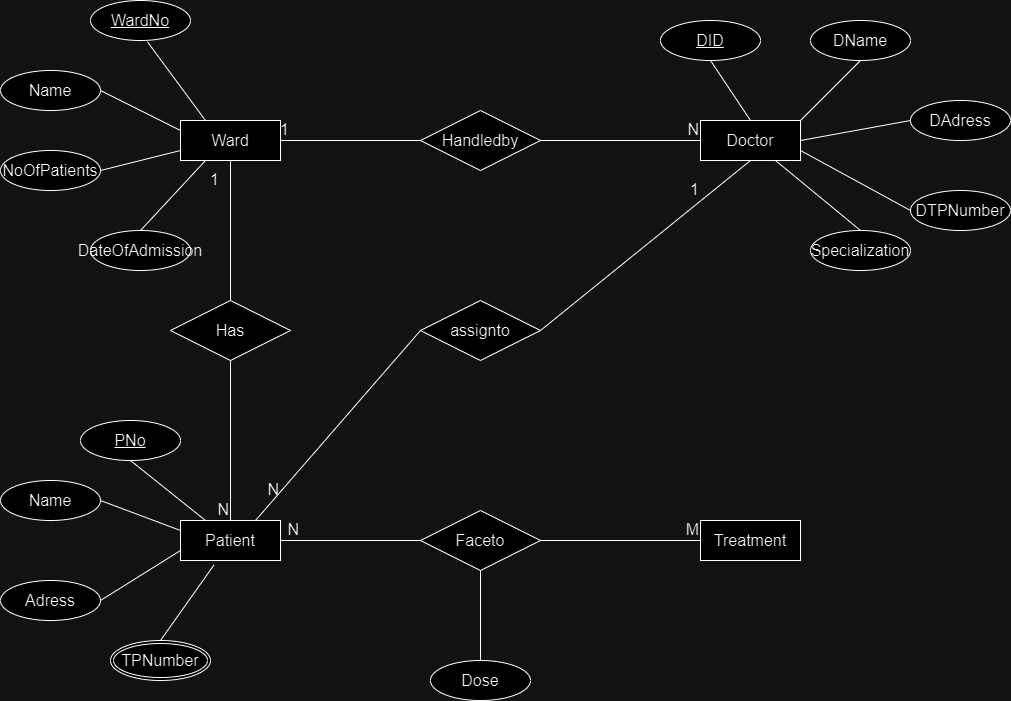 WardNo
DID
DName
Name
DAdress
1
N
Ward
Handledby
Doctor
NoOfPatients
1
1
DTPNumber
DateOfAdmission
Specialization
Has
assignto
PNo
N
Name
N
N
M
Patient
Faceto
Treatment
Adress
TPNumber
Dose